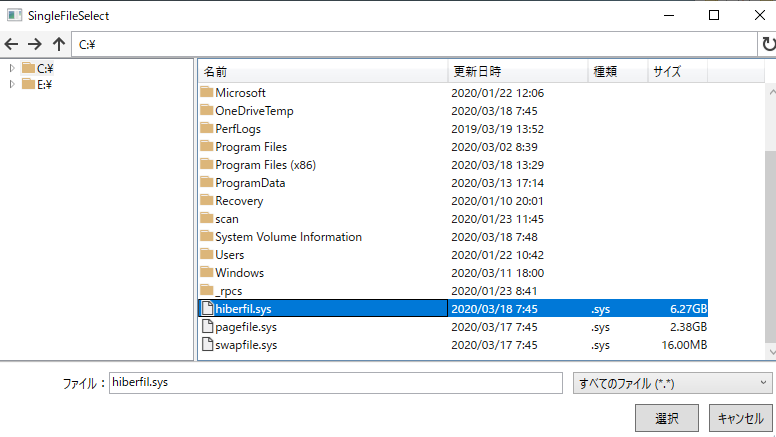 SingleFileSelect
C:¥
C:¥
E:¥
名前 更新日時 種類 サイズ
Microsoft 2020/01/22 12:06
OneDriveTemp 2020/03/18 7:45
PerfLogs 2019/03/19 13:52
Program Files 2020/03/02 8:39
Program Files (x86) 2020/03/18 13:29
ProgramData 2020/03/13 17:14
Recovery 2020/01/10 20:01
scan 2020/01/23 11:45
System Volume Information 2020/03/18 7:48
Users 2020/01/22 10:42
Windows 2020/03/11 18:00
_rpcs 2020/01/23 8:41
hiberfil.sys 2020/03/18 7:45 .sys 6.27GB
pagefile.sys 2020/03/17 7:45 .sys 2.38GB
swapfile.sys 2020/03/17 7:45 .sys 16.00MB
ファイル : hiberfil.sys すべてのファイル (*.*)
選択 キャンセル